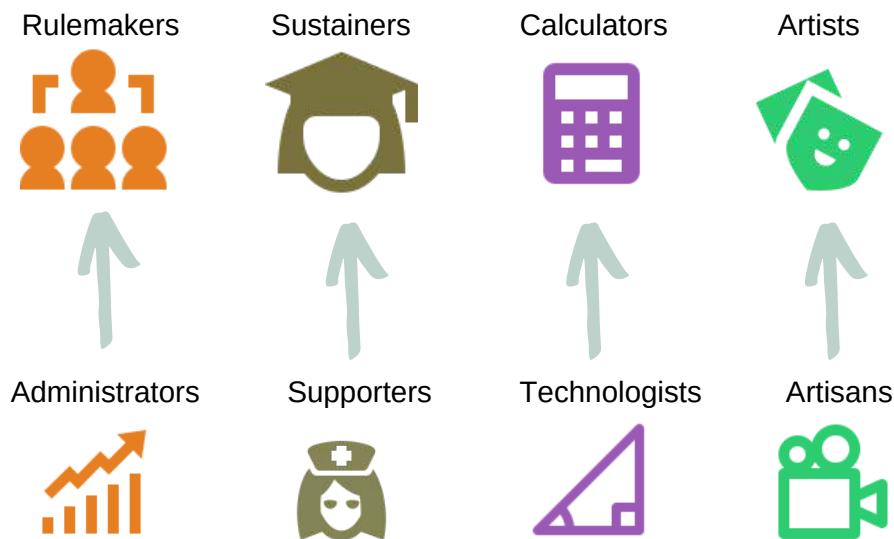 Rulemakers
Sustainers
Calculators
Artists
Administrators
Supporters
Technologists
Artisans